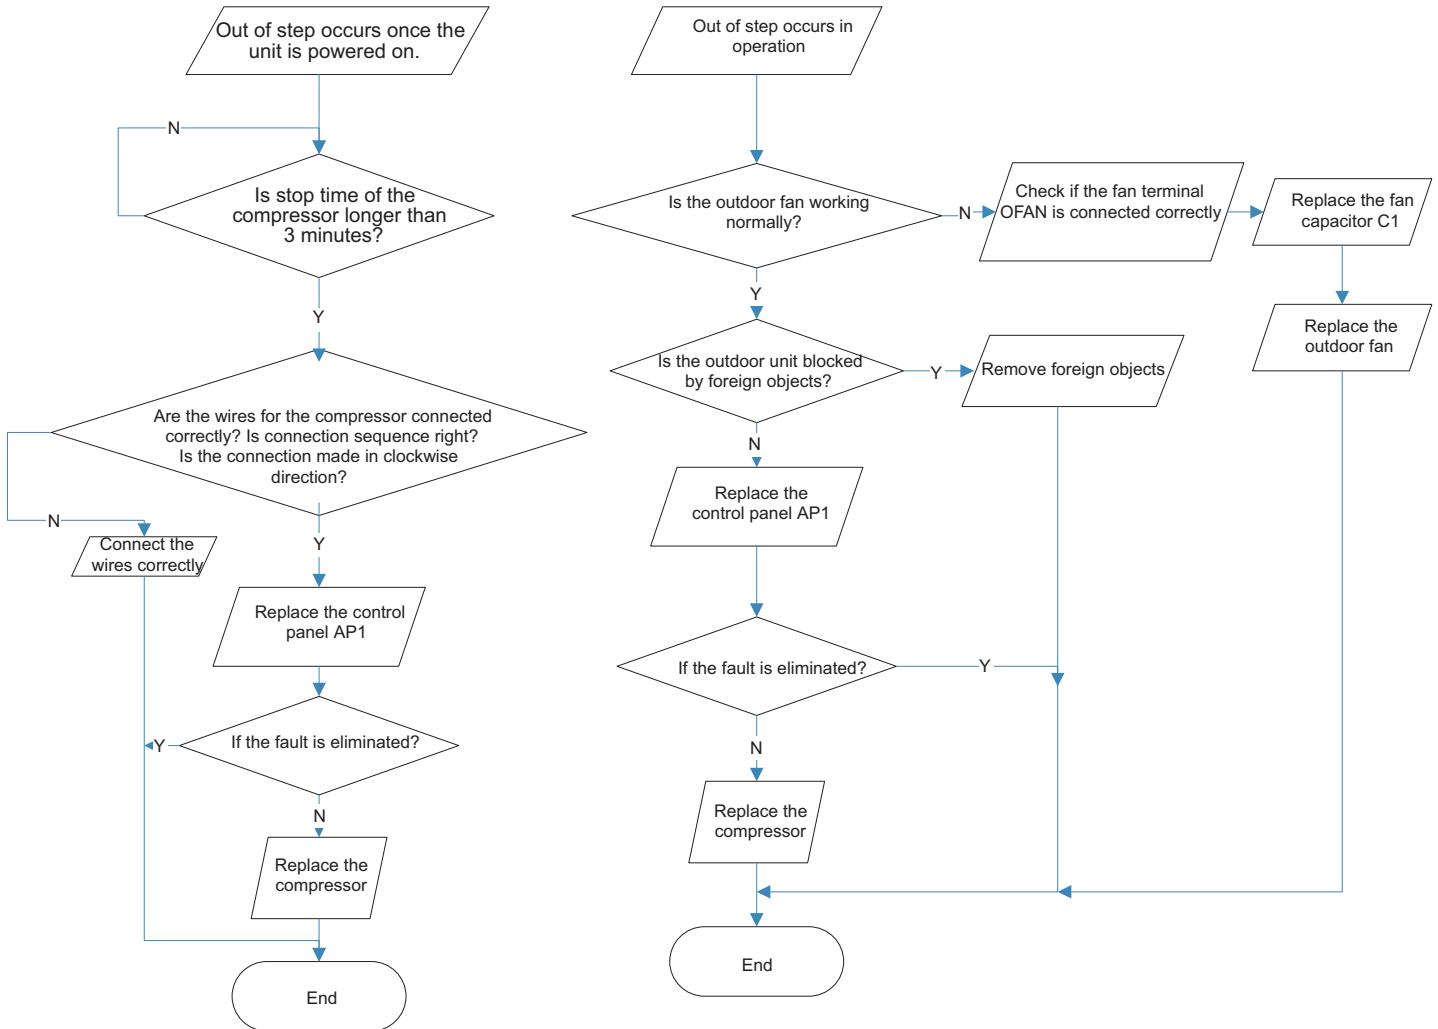 Out of step occurs once the
unit is powered on.
N
Is stop time of the
compressor longer than
3 minutes?
Y
Are the wires for the compressor connected
correctly? Is connection sequence right?
Is the connection made in clockwise
direction?
N
Connect the
wires correctly
Y
Replace the control
panel AP1
If the fault is eliminated?
Y
N
Replace the
compressor
End
Out of step occurs in
operation
Is the outdoor fan working
normally?
N
Check if the fan terminal
OFAN is connected correctly
Replace the fan
capacitor C1
Replace the
outdoor fan
Y
Is the outdoor unit blocked
by foreign objects?
Y
Remove foreign objects
N
Replace the
control panel AP1
If the fault is eliminated?
Y
N
Replace the
compressor
End